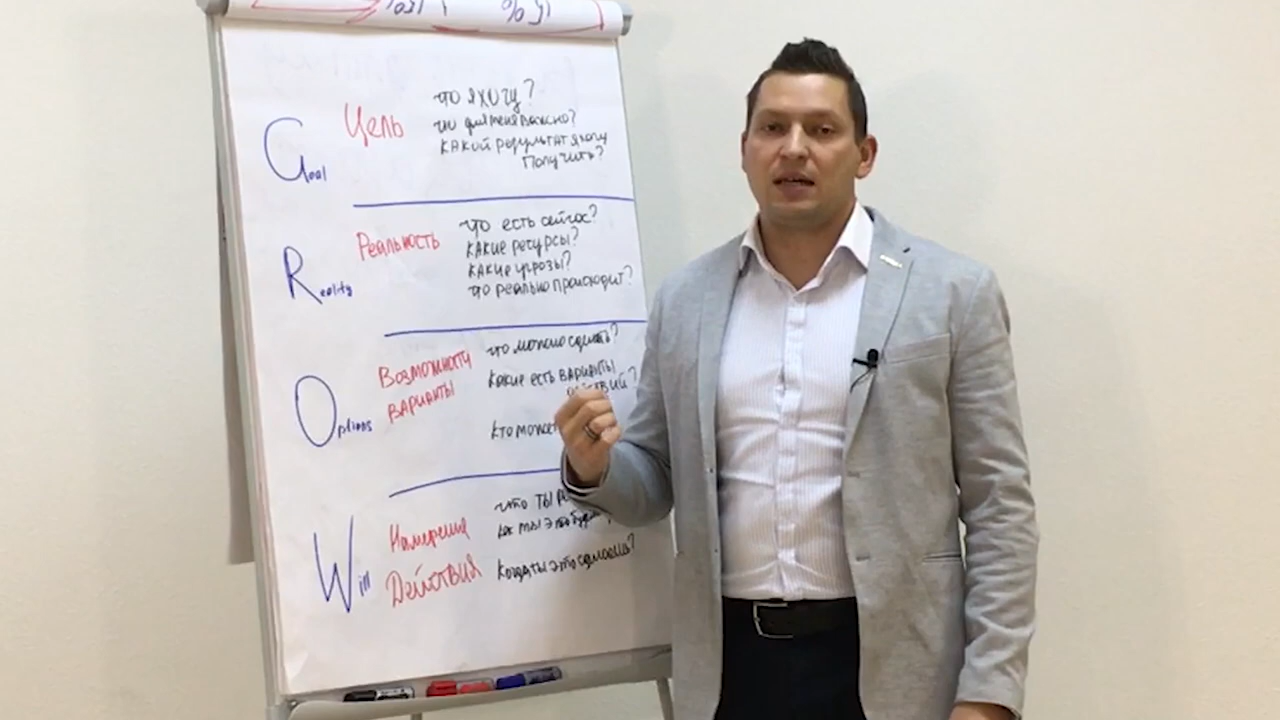 15%
Goal
Цель
что я хочу?
что для меня важно?
какой результат я хочу
получить?
Reality
Реальность
что есть сейчас?
какие ресурсы?
какие угрозы?
что реально происходит?
Options
Возможности
варианты
что можно сделать?
какие есть варианты
кто может
Will
Намерение
Действия
что ты
как ты это
когда ты это сделаешь?